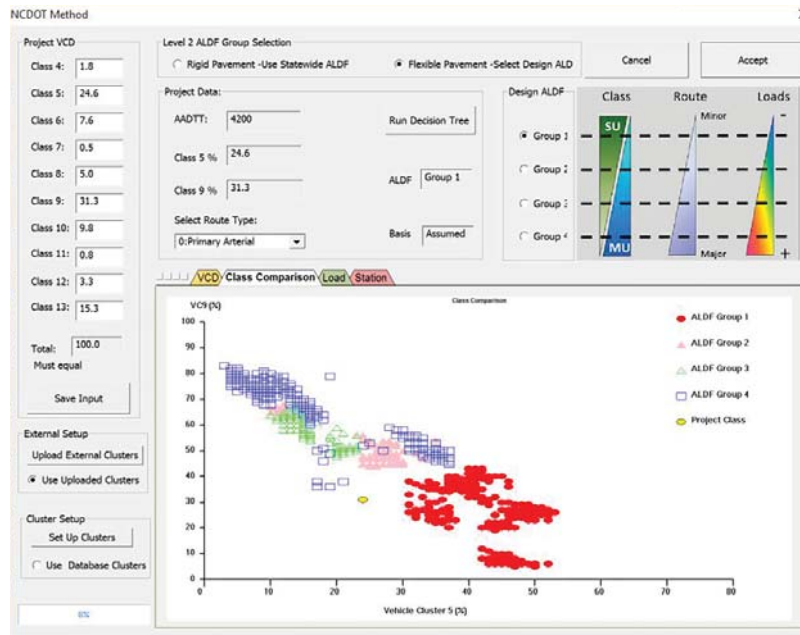 NCDOT Method
Project VCD
Class 4: 1.8
Class 5: 24.6
Class 6: 7.6
Class 7: 0.5
Class 8: 5.0
Class 9: 31.3
Class 10: 9.8
Class 11: 0.8
Class 12: 3.3
Class 13: 15.3
Total: 100.0
Must equal
Save Input
External Setup
Upload External Clusters
Use Uploaded Clusters
Cluster Setup
Set Up Clusters
Use Database Clusters
0%
Level 2 ALDF Group Selection
Rigid Pavement -Use Statewide ALDF
Flexible Pavement -Select Design ALD
Cancel
Accept
Project Data:
AADTT: 4200
Class 5 % 24.6
Class 9 % 31.3
Select Route Type:
0:Primary Arterial
Run Decision Tree
ALDF Group 1
Basis Assumed
Design ALDF
Group 1
Group
Group
Group
Class Route Loads
SU
Minor
-
MU
Major
+
VCD Class Comparison Load Station
Class Comparison
VC9 (%)
100
90
80
70
60
50
40
30
20
10
0
0 10 20 30 40 50 60 70 80
Vehicle Cluster 5 (%)
ALDF Group 1
ALDF Group 2
ALDF Group 3
ALDF Group 4
Project Class